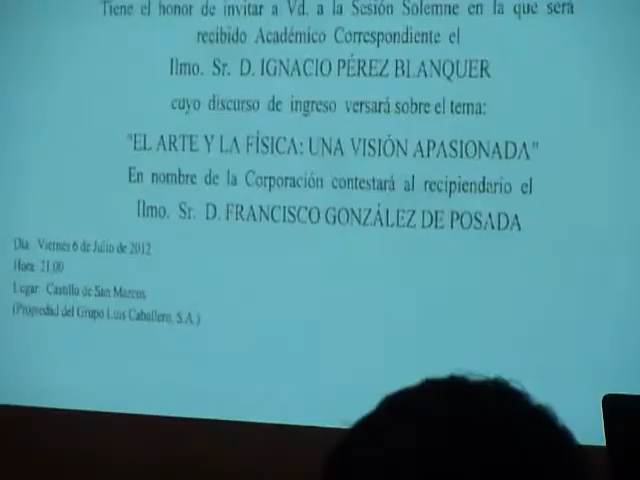 Tiene el honor de invitar a Vd. a la Sesión Solemne en la que será
recibido Académico Correspondiente el
Ilmo. Sr. D. IGNACIO PÉREZ BLANQUER
cuyo discurso de ingreso versará sobre el tema:
"EL ARTE Y LA FÍSICA: UNA VISIÓN APASIONADA"
En nombre de la Corporación contestará al recipiendario el
Ilmo. Sr. D. FRANCISCO GONZÁLEZ DE POSADA
Día: Viernes 6 de Julio de 2012
Hora: 21:00
Lugar: Castillo de San Marcos
(Propiedad del Grupo Luis Caballero, S.A.)